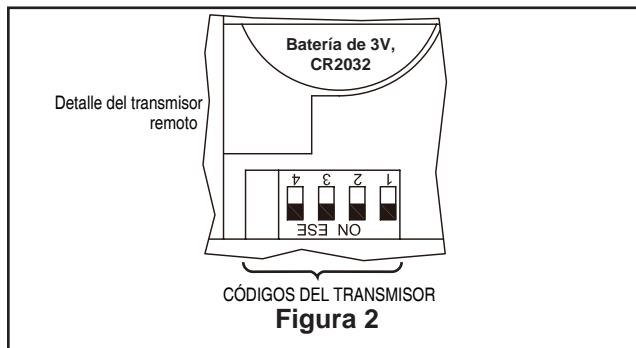 Batería de 3V,
CR2032
Detalle del transmisor
remoto
4 3 2 1
ON ESE
CÓDIGOS DEL TRANSMISOR
Figura 2